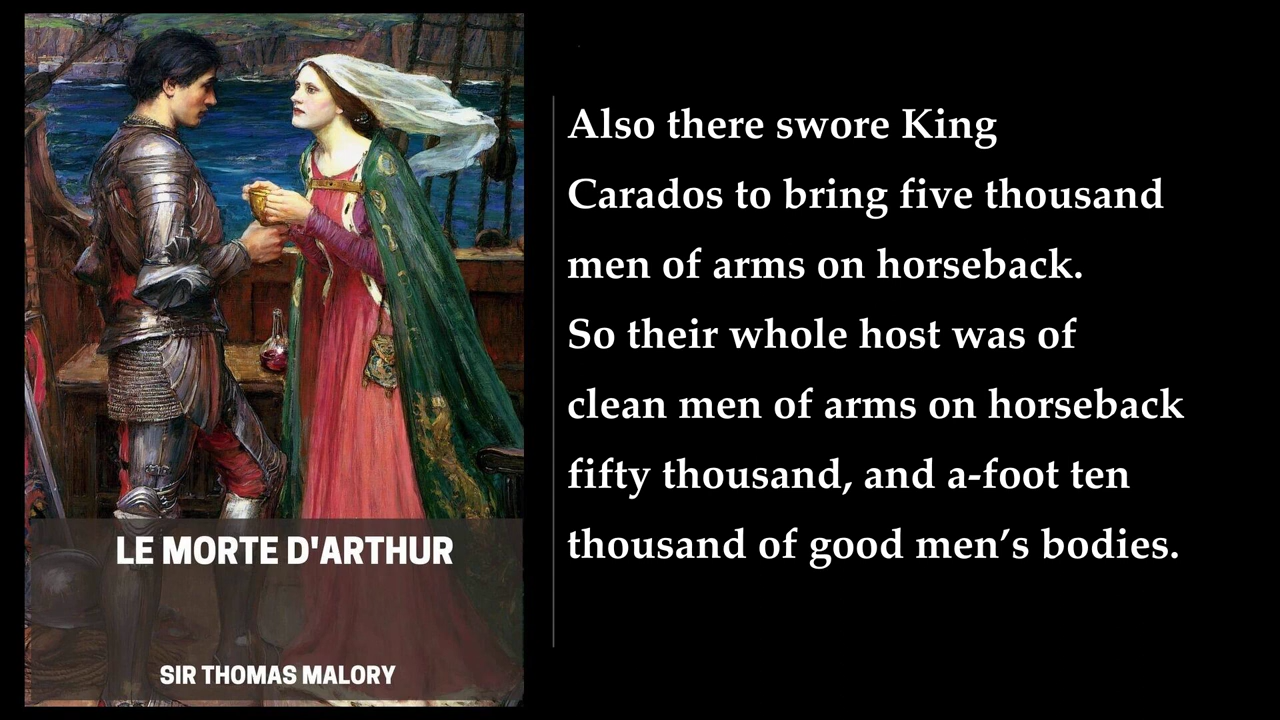 LE MORTE D'ARTHUR
SIR THOMAS MALORY
Also there swore King
Carados to bring five thousand
men of arms on horseback.
So their whole host was of
clean men of arms on horseback
fifty thousand, and a-foot ten
thousand of good men’s bodies.